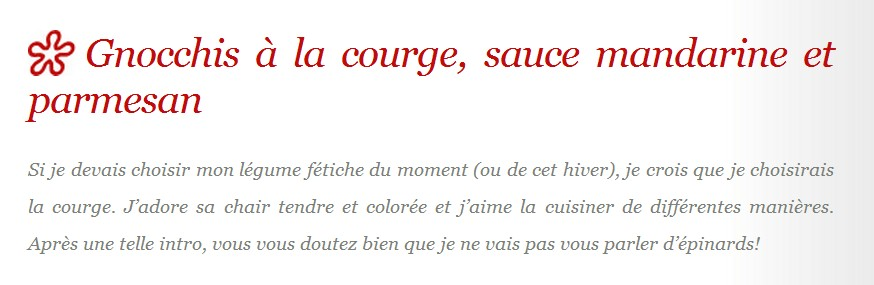 Gnocchis à la courge, sauce mandarine et
parmesan
Si je devais choisir mon légume fétiche du moment (ou de cet hiver), je crois que je choisirais
la courge. J’adore sa chair tendre et colorée et j’aime la cuisiner de différentes manières.
Après une telle intro, vous vous doutez bien que je ne vais pas vous parler d’épinards!